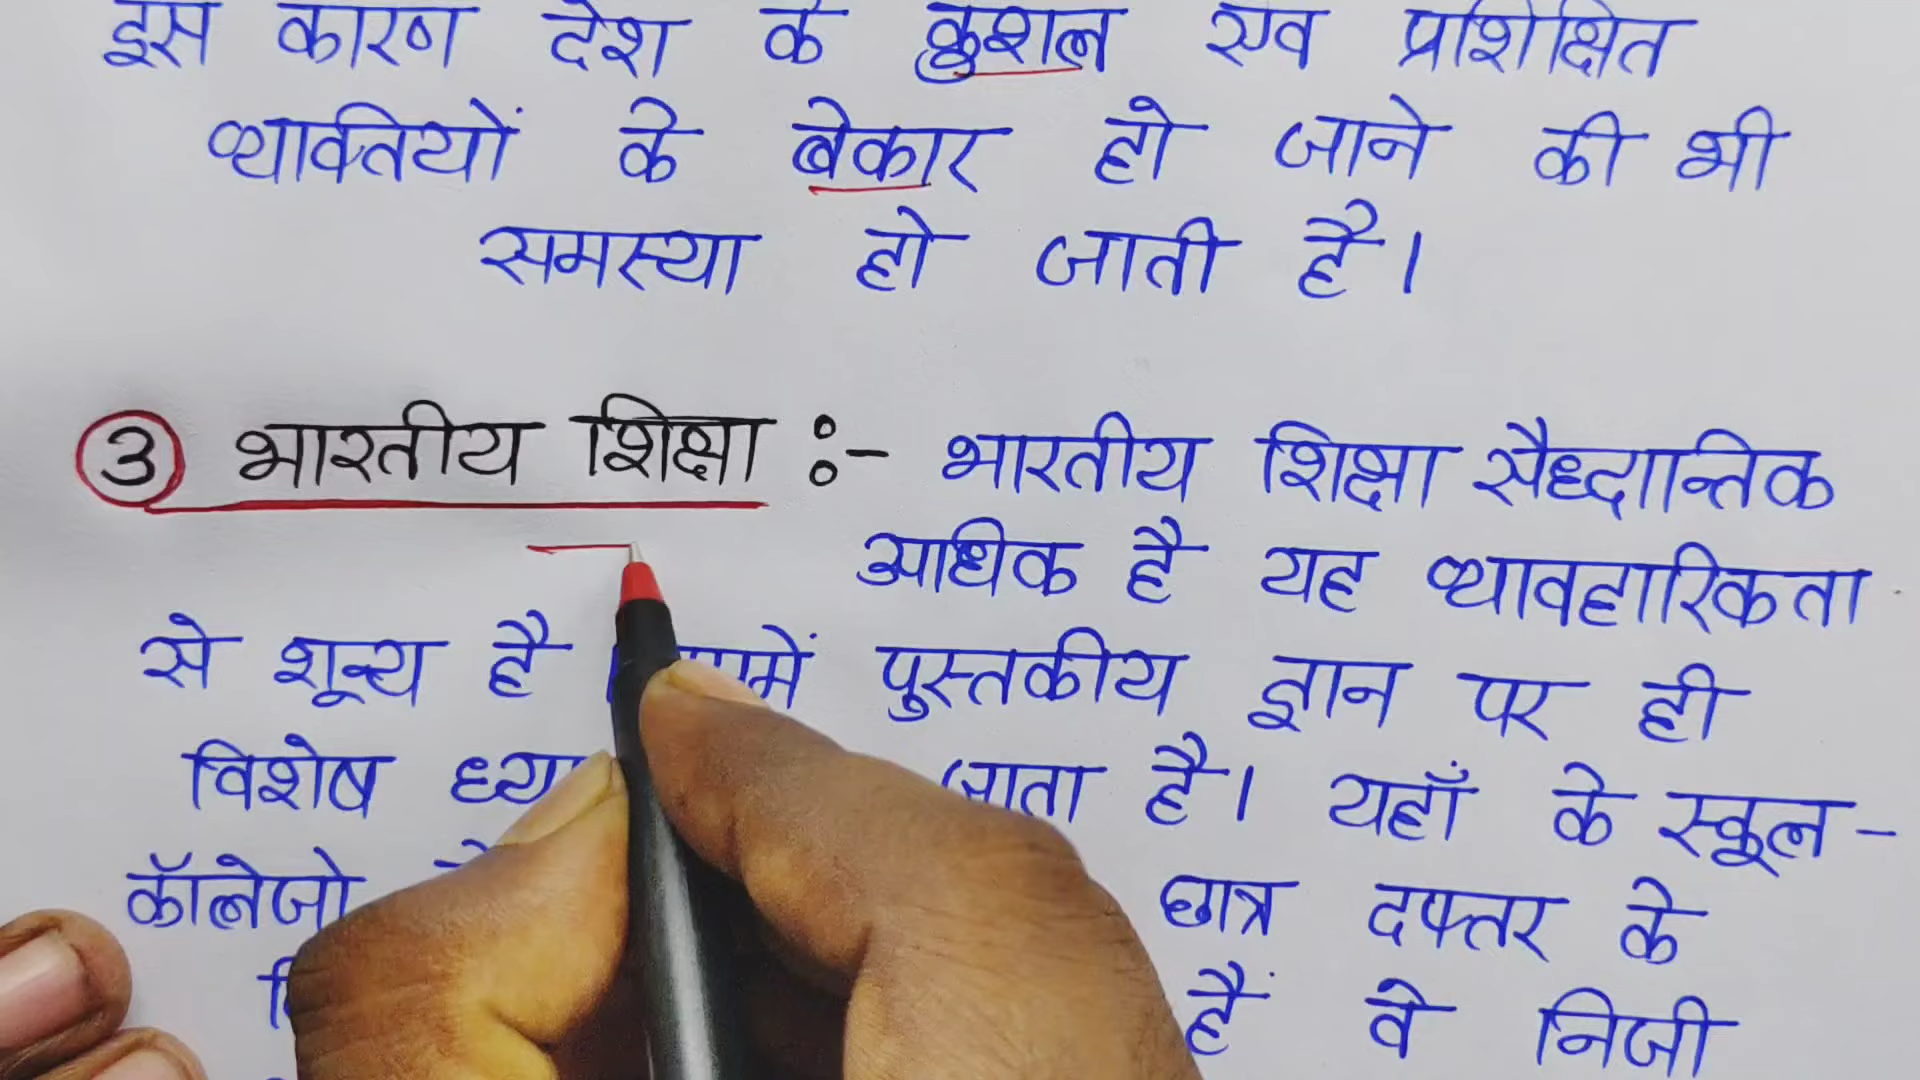 इस कारण देश के कुशल एव प्रशिक्षित
व्यक्तियों के बेकार हो जाने की भी
समस्या हो जाती है।
③ भारतीय शिक्षा :- भारतीय शिक्षा सैध्दान्तिक
अधिक है यह व्यावहारिकता
से शून्य है पुस्तकीय ज्ञान पर ही
विशेष जाता है। यहाँ के स्कूल -
कॉलेजो छात्र दफ्तर के
हैं वे निजी